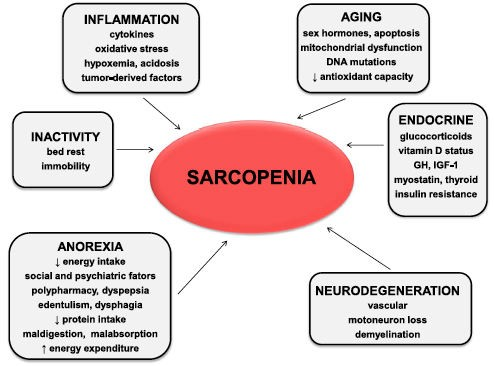 INFLAMMATION
cytokines
oxidative stress
hypoxemia, acidosis
tumor-derived factors
AGING
sex hormones, apoptosis
mitochondrial dysfunction
DNA mutations
↓ antioxidant capacity
INACTIVITY
bed rest
immobility
SARCOPENIA
ENDOCRINE
glucocorticoids
vitamin D status
GH, IGF-1
myostatin, thyroid
insulin resistance
ANOREXIA
↓ energy intake
social and psychiatric fators
polypharmacy, dyspepsia
edentulism, dysphagia
↓ protein intake
maldigestion, malabsorption
↑ energy expenditure
NEURODEGENERATION
vascular
motoneuron loss
demyelination